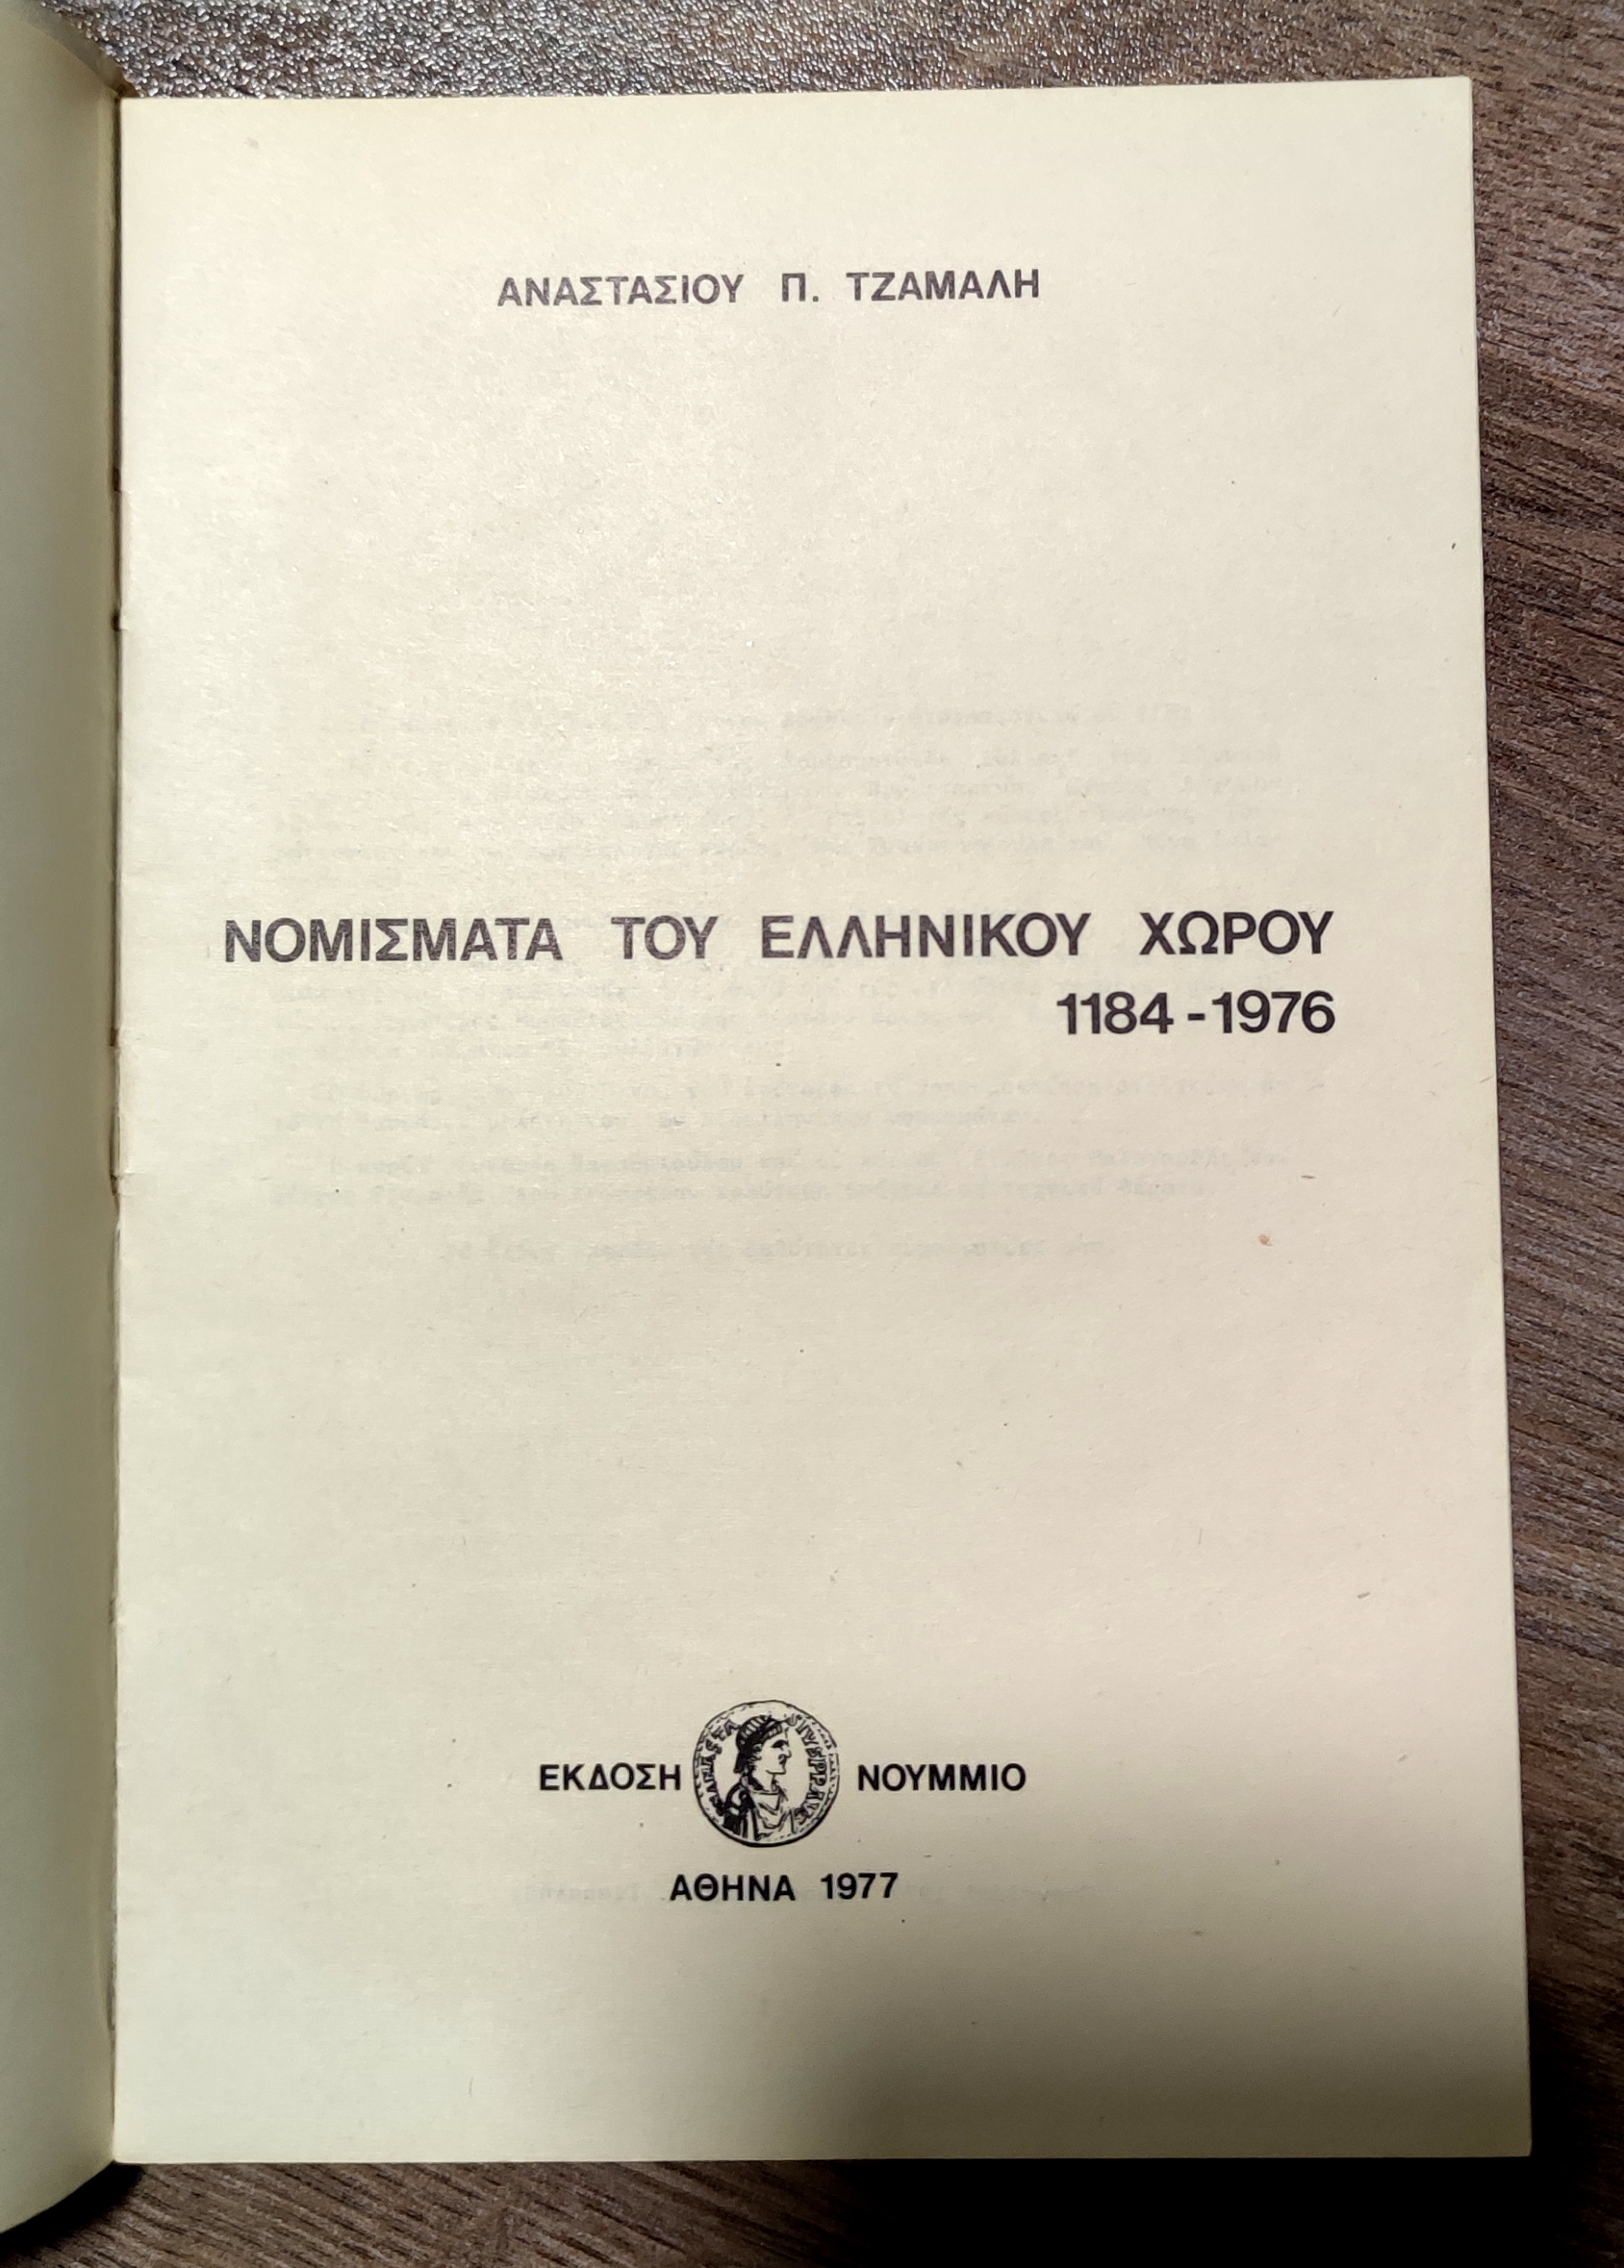 ΑΝΑΣΤΑΣΙΟΥ Π. ΤΖΑΜΑΛΗ
ΝΟΜΙΣΜΑΤΑ ΤΟΥ ΕΛΛΗΝΙΚΟΥ ΧΩΡΟΥ
1184-1976
ΕΚΔΟΣΗ ΝΟΥΜΜΙΟ
ΑΘΗΝΑ 1977